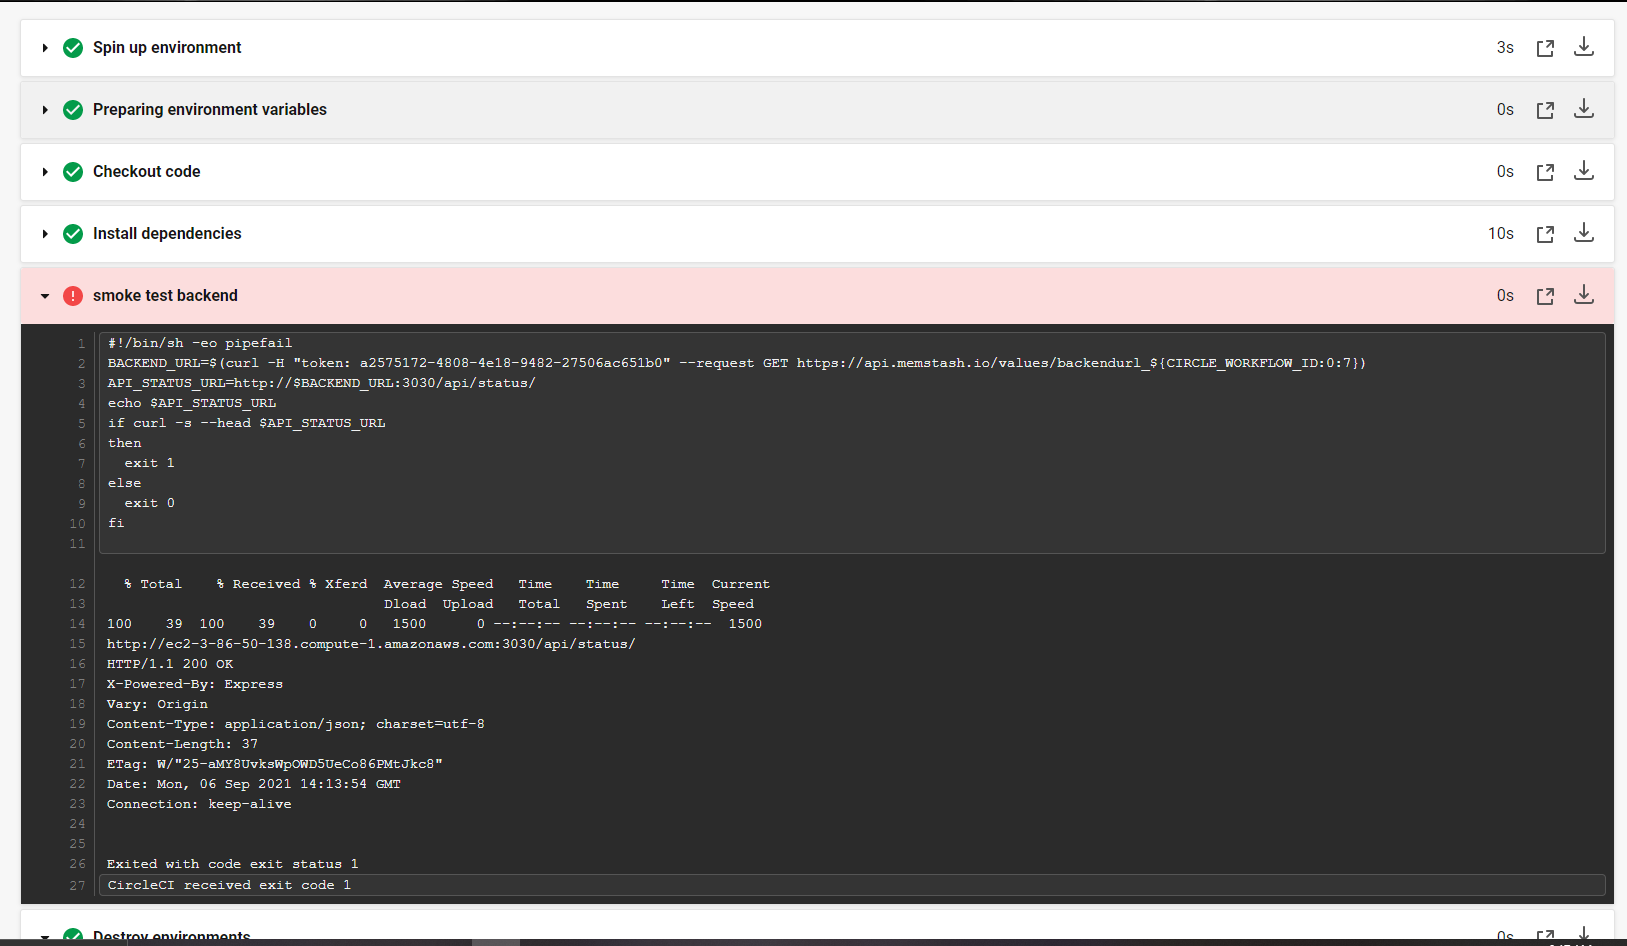 Spin up environment 3s
Preparing environment variables 0s
Checkout code 0s
Install dependencies 10s
smoke test backend 0s
1 #!/bin/sh -eo pipefail
2 BACKEND_URL=$(curl -H "token: a2575172-4808-4e18-9482-27506ac651b0" --request GET https://api.memstash.io/values/backendurl_${CIRCLE_WORKFLOW_ID:0:7})
3 API_STATUS_URL=http://$BACKEND_URL:3030/api/status/
4 echo $API_STATUS_URL
5 if curl -s --head $API_STATUS_URL
6 then
7   exit 1
8 else
9   exit 0
10 fi
11
12   % Total    % Received % Xferd  Average Speed   Time    Time     Time  Current
13                                  Dload  Upload   Total   Spent    Left  Speed
14 100    39  100    39    0     0   1500      0 --:--:-- --:--:-- --:--:--  1500
15 http://ec2-3-86-50-138.compute-1.amazonaws.com:3030/api/status/
16 HTTP/1.1 200 OK
17 X-Powered-By: Express
18 Vary: Origin
19 Content-Type: application/json; charset=utf-8
20 Content-Length: 37
21 ETag: W/"25-aMY8UvksWpOWD5UeCo86PMtJkc8"
22 Date: Mon, 06 Sep 2021 14:13:54 GMT
23 Connection: keep-alive
24
25
26 Exited with code exit status 1
27 CircleCI received exit code 1
Destroy environments 0s